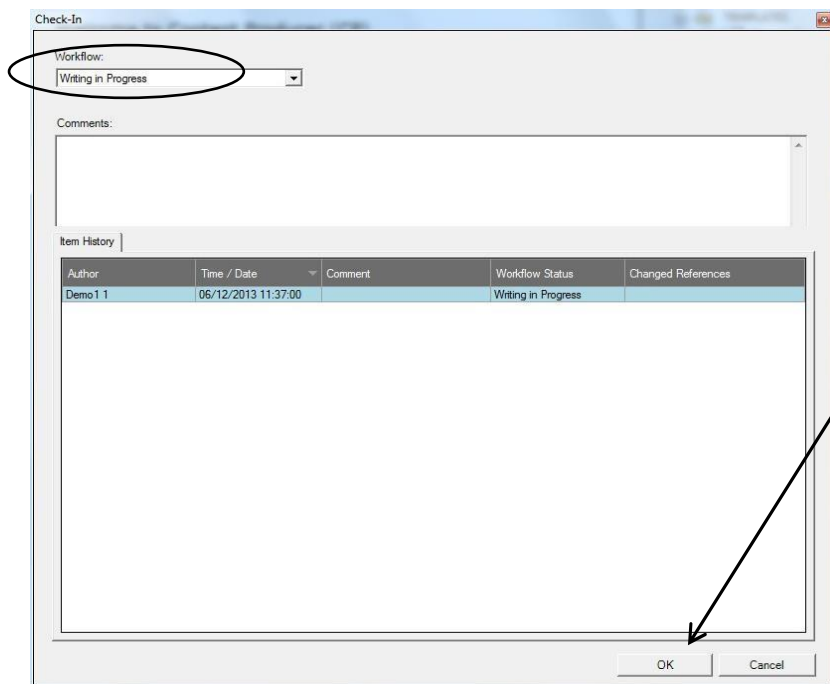 Check-In
Workflow:
Writing in Progress
Comments:
Item History
Author Time / Date Comment Workflow Status Changed References
Demo1 1 06/12/2013 11:37:00 Writing in Progress
OK Cancel